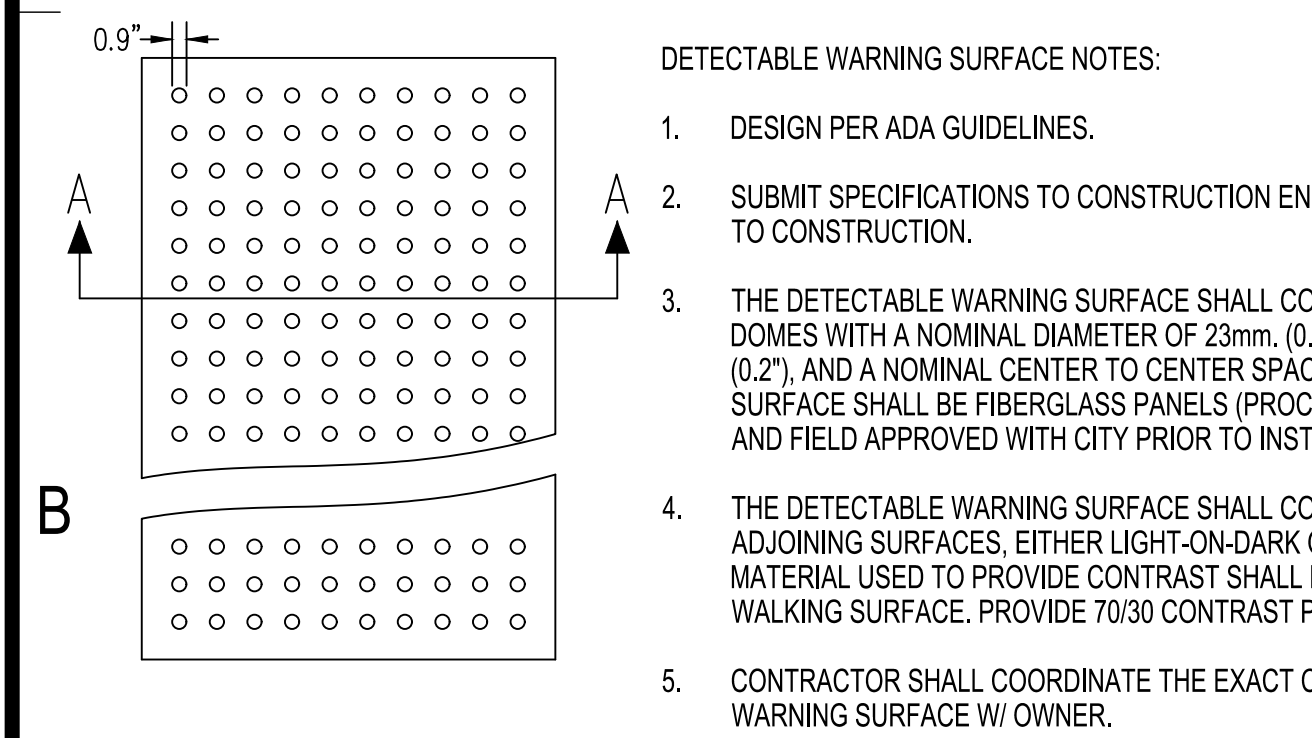 0.9"
A
A
B
DETECTABLE WARNING SURFACE NOTES:
1. DESIGN PER ADA GUIDELINES.
2. SUBMIT SPECIFICATIONS TO CONSTRUCTION EN
TO CONSTRUCTION.
3. THE DETECTABLE WARNING SURFACE SHALL CO
DOMES WITH A NOMINAL DIAMETER OF 23mm. (0.
(0.2"), AND A NOMINAL CENTER TO CENTER SPAC
SURFACE SHALL BE FIBERGLASS PANELS (PROC
AND FIELD APPROVED WITH CITY PRIOR TO INST
4. THE DETECTABLE WARNING SURFACE SHALL CO
ADJOINING SURFACES, EITHER LIGHT-ON-DARK
MATERIAL USED TO PROVIDE CONTRAST SHALL
WALKING SURFACE. PROVIDE 70/30 CONTRAST P
5. CONTRACTOR SHALL COORDINATE THE EXACT
WARNING SURFACE W/ OWNER.